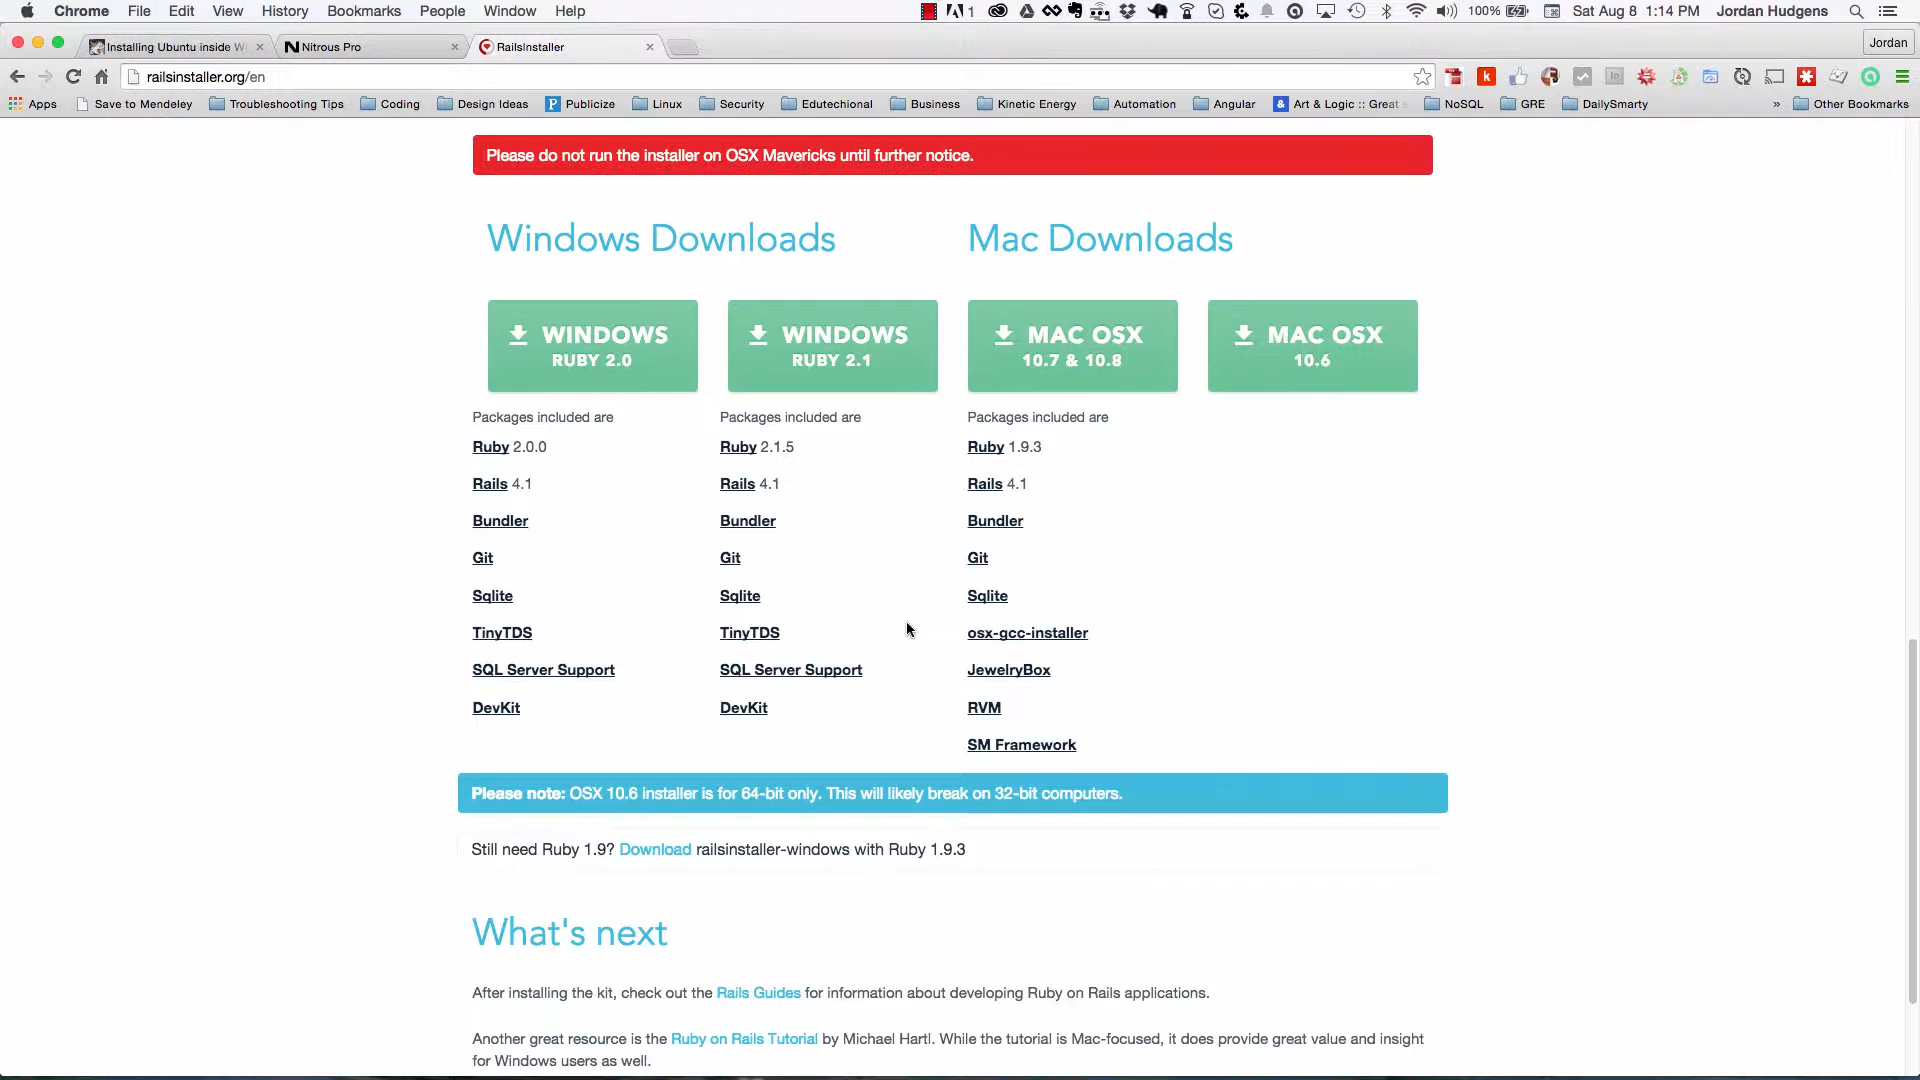 Chrome File Edit View History Bookmarks People Window Help 1 100% Sat Aug 8 1:14 PM Jordan Hudgens
Installing Ubuntu inside Wi Nitrous Pro RailsInstaller Jordan
railsinstaller.org/en
Apps Save to Mendeley Troubleshooting Tips Coding Design Ideas Publicize Linux Security Edutechional Business Kinetic Energy Automation Angular Art & Logic :: Great NoSQL GRE DailySmarty » Other Bookmarks
Please do not run the installer on OSX Mavericks until further notice.
Windows Downloads Mac Downloads
WINDOWS WINDOWS MAC OSX MAC OSX
RUBY 2.0 RUBY 2.1 10.7 & 10.8 10.6
Packages included are Packages included are Packages included are
Ruby 2.0.0 Ruby 2.1.5 Ruby 1.9.3
Rails 4.1 Rails 4.1 Rails 4.1
Bundler Bundler Bundler
Git Git Git
Sqlite Sqlite Sqlite
TinyTDS TinyTDS osx-gcc-installer
SQL Server Support SQL Server Support JewelryBox
DevKit DevKit RVM
SM Framework
Please note: OSX 10.6 installer is for 64-bit only. This will likely break on 32-bit computers.
Still need Ruby 1.9? Download railsinstaller-windows with Ruby 1.9.3
What's next
After installing the kit, check out the Rails Guides for information about developing Ruby on Rails applications.
Another great resource is the Ruby on Rails Tutorial by Michael Hartl. While the tutorial is Mac-focused, it does provide great value and insight
for Windows users as well.